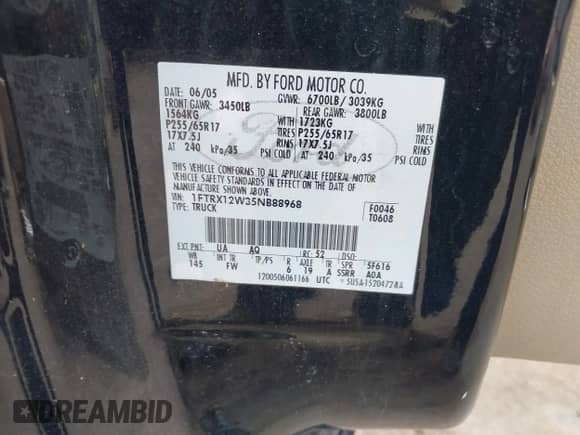 MFD. BY FORD MOTOR CO.
DATE: 06/05 GVWR: 6700LB/ 3039KG
FRONT GAWR: 3450LB REAR GAWR: 3800LB
1564KG WITH 1723KG WITH
P255/65R17 TIRES P255/65R17 TIRES
17X7.5J RIMS 17X7.5J RIMS
AT 240 kPa/35 PSI COLD AT 240 kPa/35 PSI COLD
THIS VEHICLE CONFORMS TO ALL APPLICABLE FEDERAL MOTOR
VEHICLE SAFETY STANDARDS IN EFFECT ON THE DATE OF
MANUFACTURE SHOWN ABOVE.
VIN: 1FTRX12W35NB88968 F0046
TYPE: TRUCK T0608
Ford
EXT PNT: UA AQ RC: 52 DSO:
WB INT TR TP/PS R AXLE TR SPR 5F616
145 FW 6 19 A SSRR A0A
1200506061166 UTC
DREAMBID